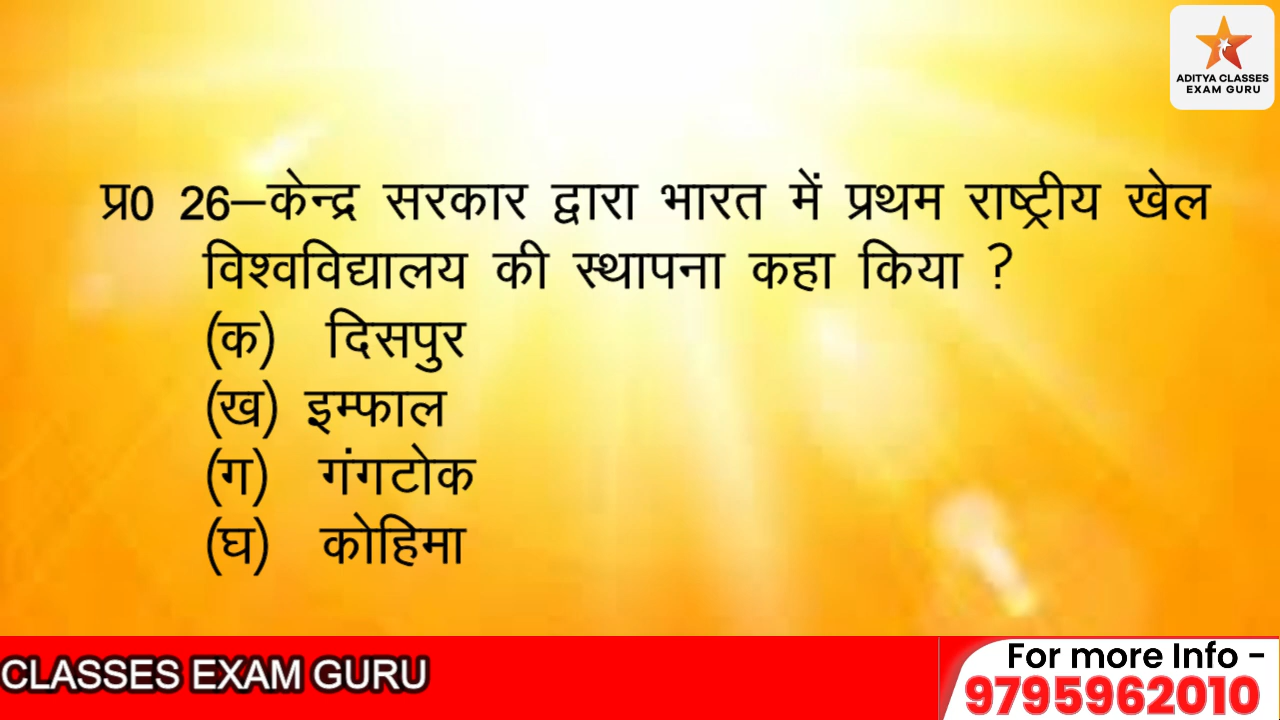 ADITYA CLASSES
EXAM GURU
प्र0 26–केन्द्र सरकार द्वारा भारत में प्रथम राष्ट्रीय खेल
विश्वविद्यालय की स्थापना कहा किया ?
(क) दिसपुर
(ख) इम्फाल
(ग) गंगटोक
(घ) कोहिमा
CLASSES EXAM GURU
For more Info -
9795962010